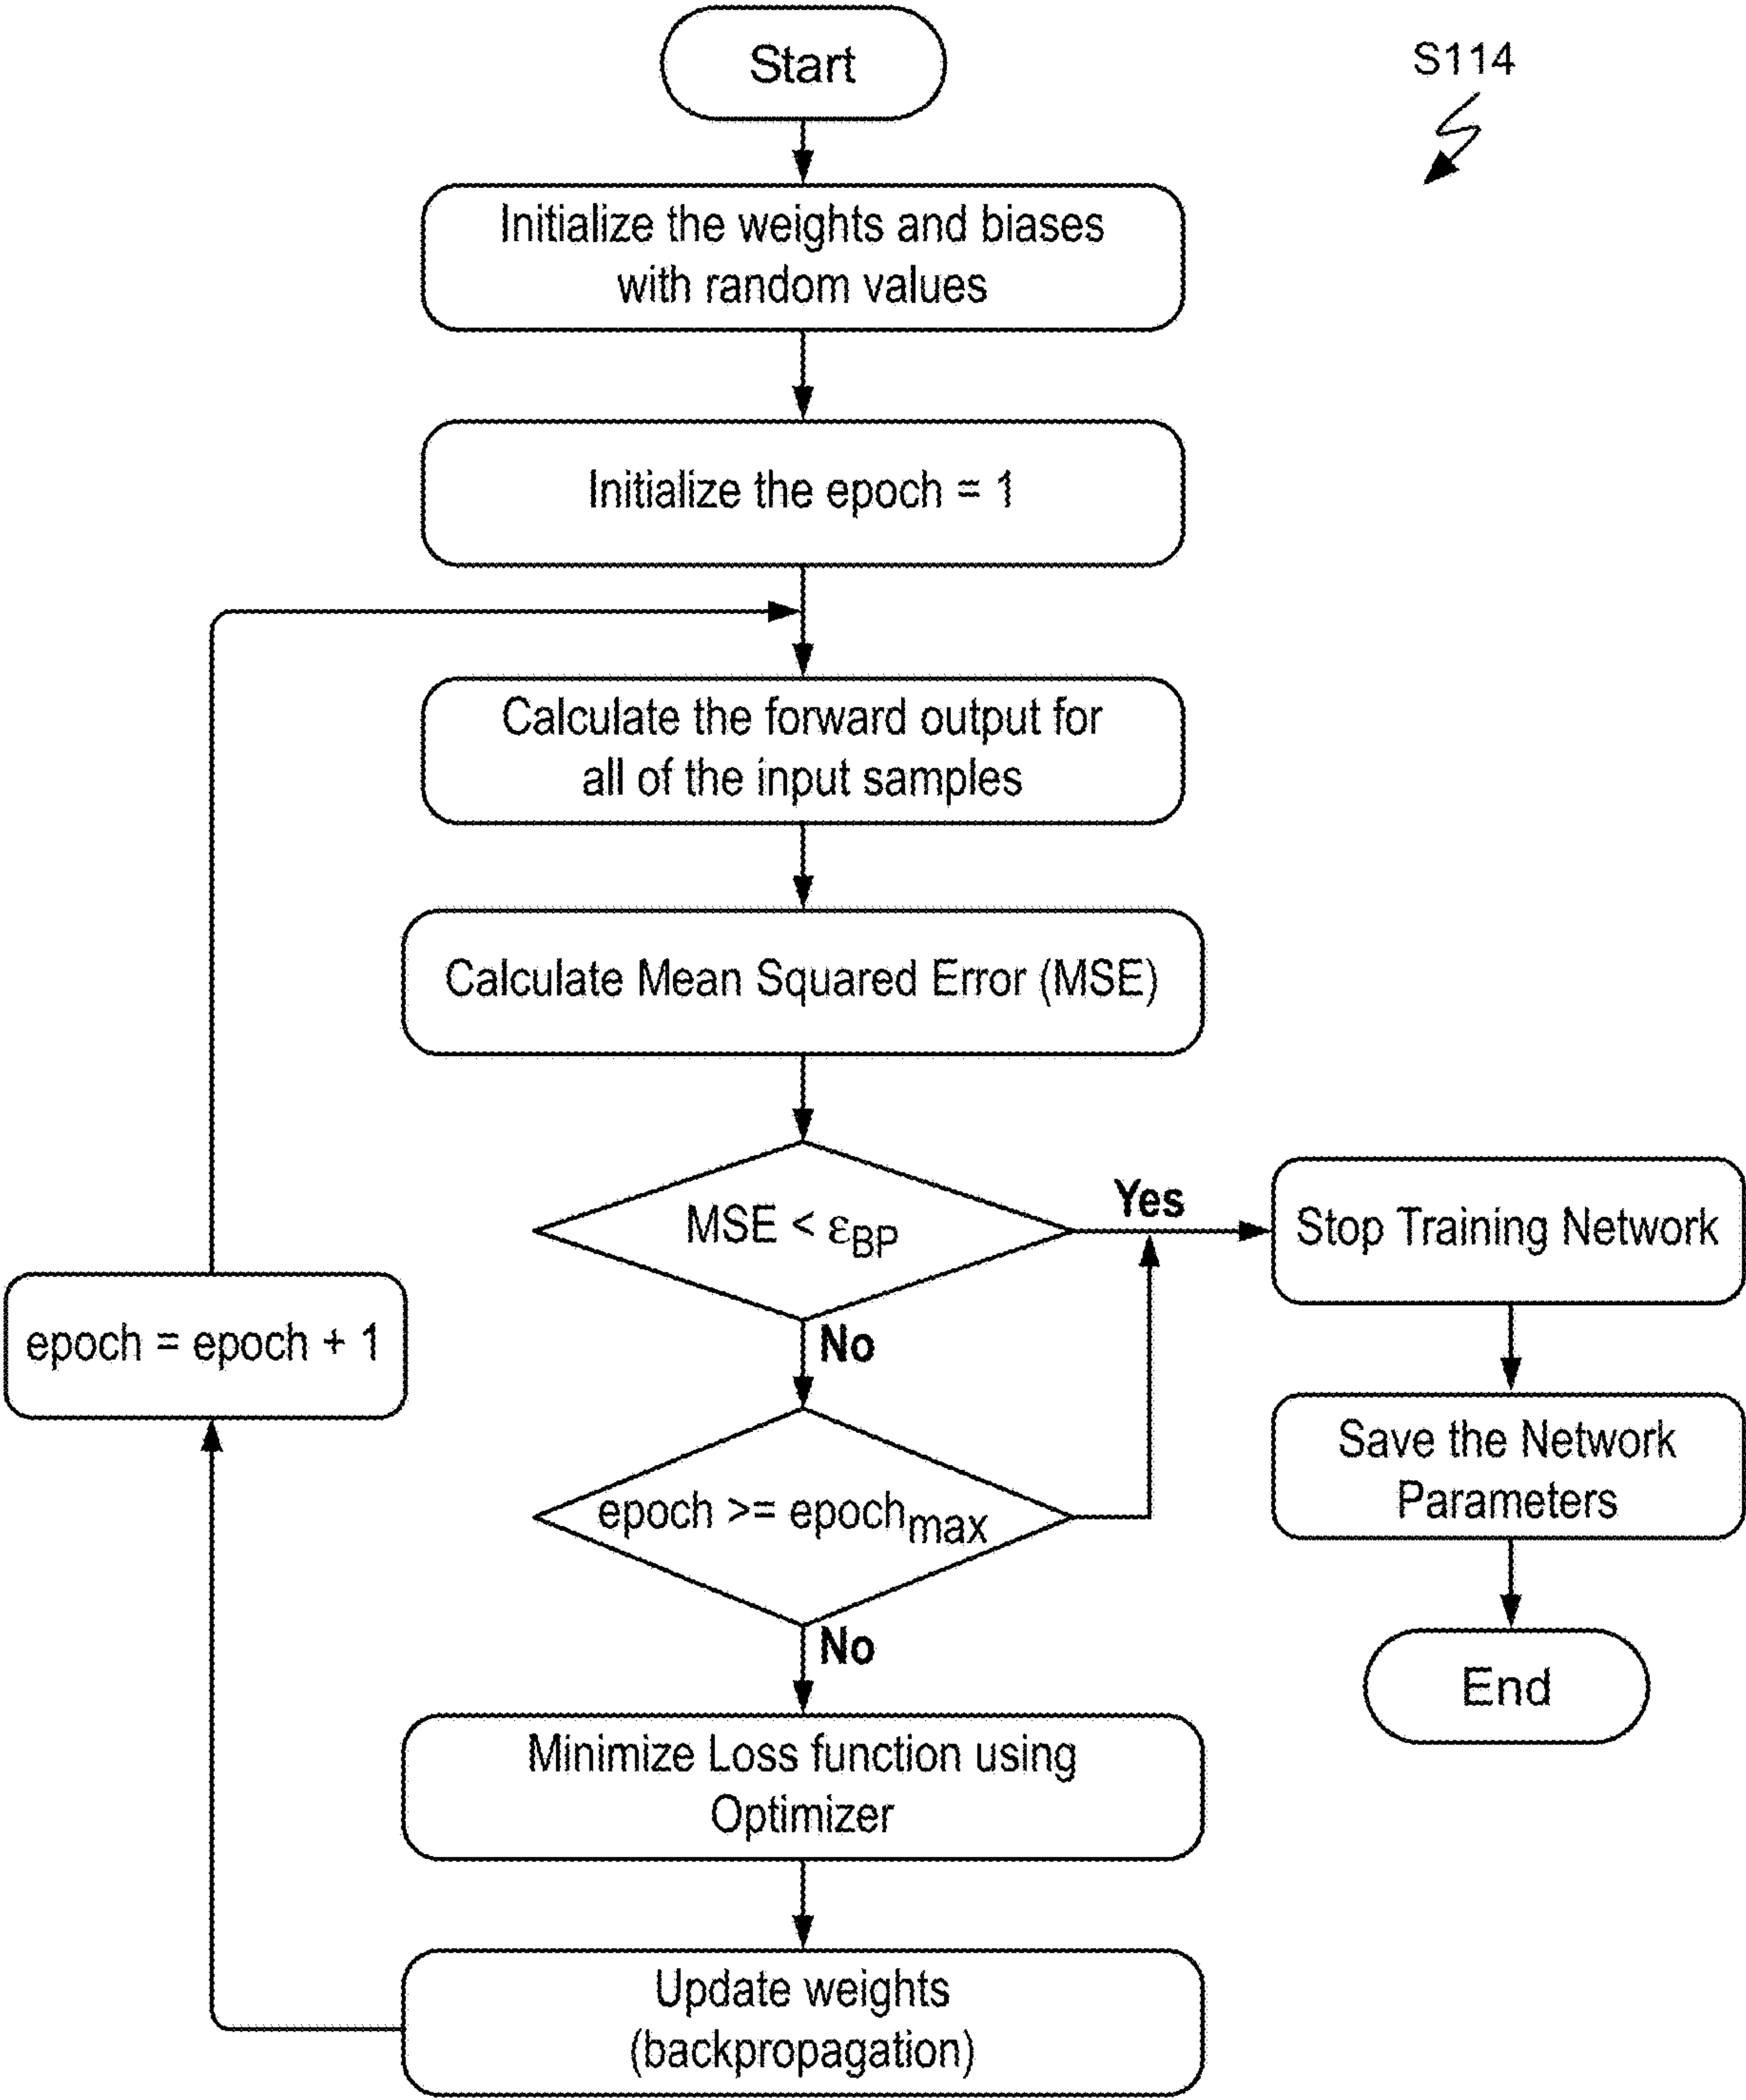 Start
S114
Initialize the weights and biases
with random values
Initialize the epoch = 1
Calculate the forward output for
all of the input samples
Calculate Mean Squared Error (MSE)
MSE < εBP
Yes
Stop Training Network
No
epoch = epoch + 1
Save the Network
Parameters
epoch >= epochmax
No
End
Minimize Loss function using
Optimizer
Update weights
(backpropagation)